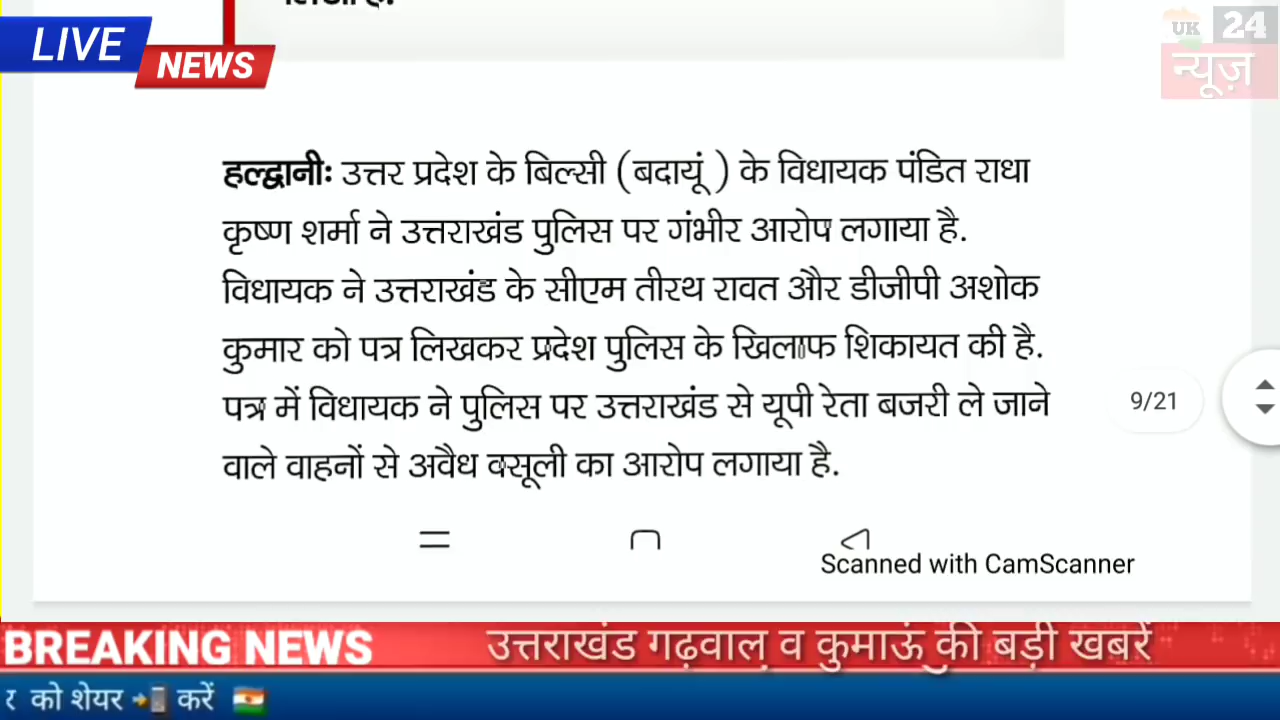 LIVE
NEWS
UK 24
न्यूज़
हल्द्वानी: उत्तर प्रदेश के बिल्सी (बदायूं ) के विधायक पंडित राधा
कृष्ण शर्मा ने उत्तराखंड पुलिस पर गंभीर आरोप लगाया है.
विधायक ने उत्तराखंड के सीएम तीरथ रावत और डीजीपी अशोक
कुमार को पत्र लिखकर प्रदेश पुलिस के खिलाफ शिकायत की है.
पत्र में विधायक ने पुलिस पर उत्तराखंड से यूपी रेता बजरी ले जाने
वाले वाहनों से अवैध वसूली का आरोप लगाया है.
9/21
Scanned with CamScanner
BREAKING NEWS
उत्तराखंड गढ़वाल व कुमाऊं की बड़ी खबरें
को शेयर करें